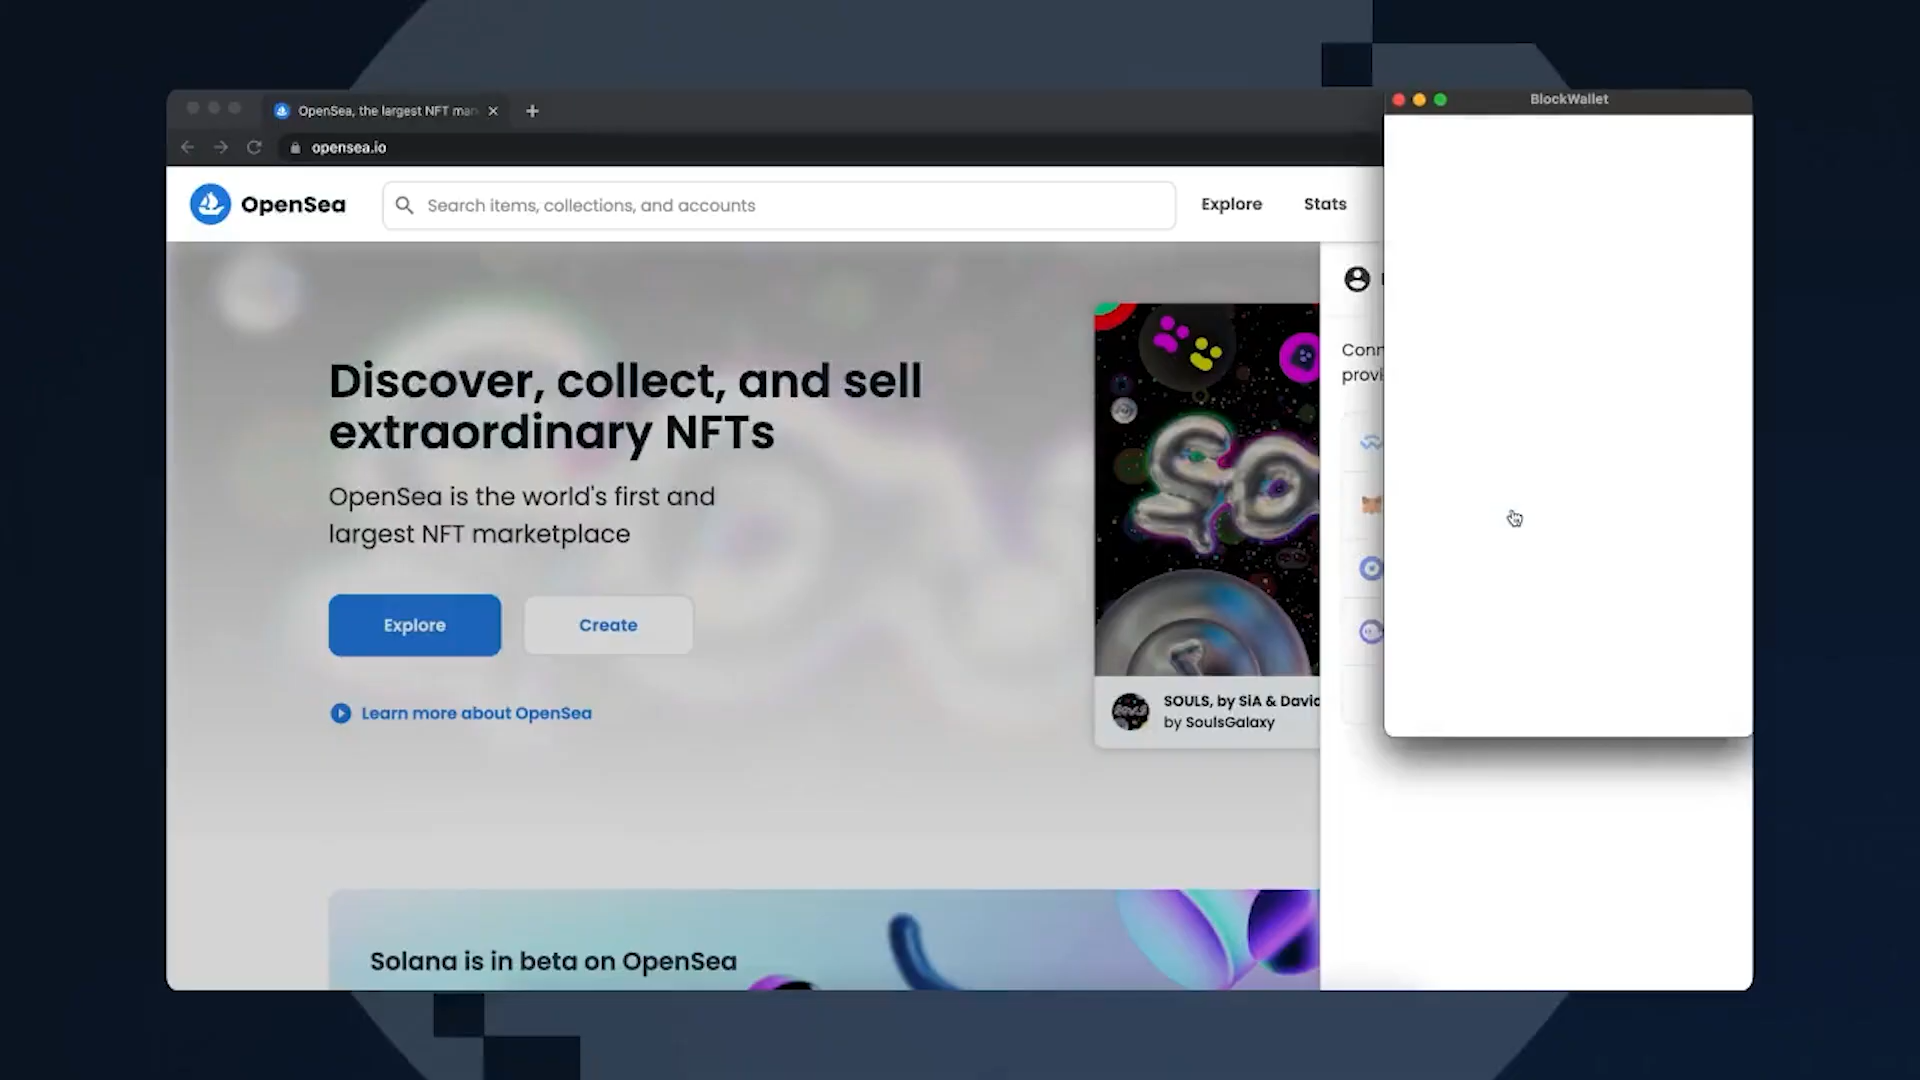 OpenSea, the largest NFT mar
BlockWallet
opensea.io
OpenSea
Search items, collections, and accounts
Explore
Stats
Discover, collect, and sell
extraordinary NFTs
OpenSea is the world's first and
largest NFT marketplace
Explore
Create
Learn more about OpenSea
SOULS, by SiA & David
by SoulsGalaxy
Conn
provi
Solana is in beta on OpenSea